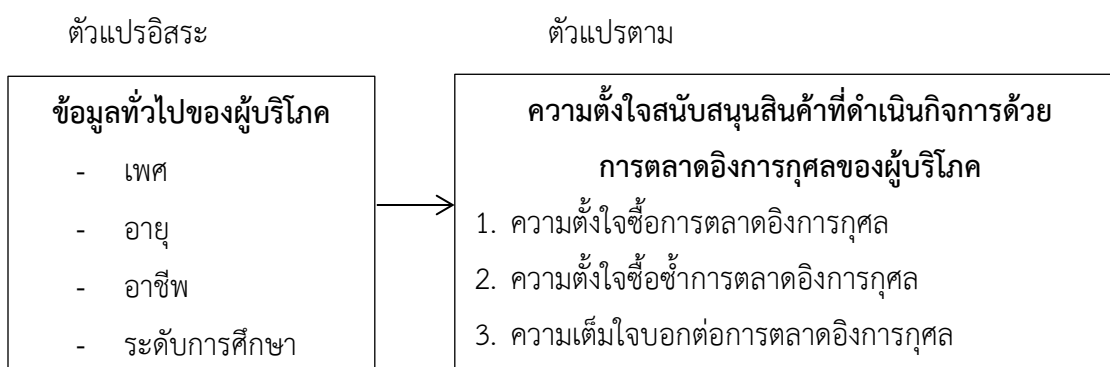 ตัวแปรอิสระ
ตัวแปรตาม
ข้อมูลทั่วไปของผู้บริโภค
- เพศ
- อายุ
- อาชีพ
- ระดับการศึกษา
ความตั้งใจสนับสนุนสินค้าที่ดำเนินกิจการด้วย
การตลาดอิงการกุศลของผู้บริโภค
1. ความตั้งใจซื้อการตลาดอิงการกุศล
2. ความตั้งใจซื้อซ้ำการตลาดอิงการกุศล
3. ความเต็มใจบอกต่อการตลาดอิงการกุศล